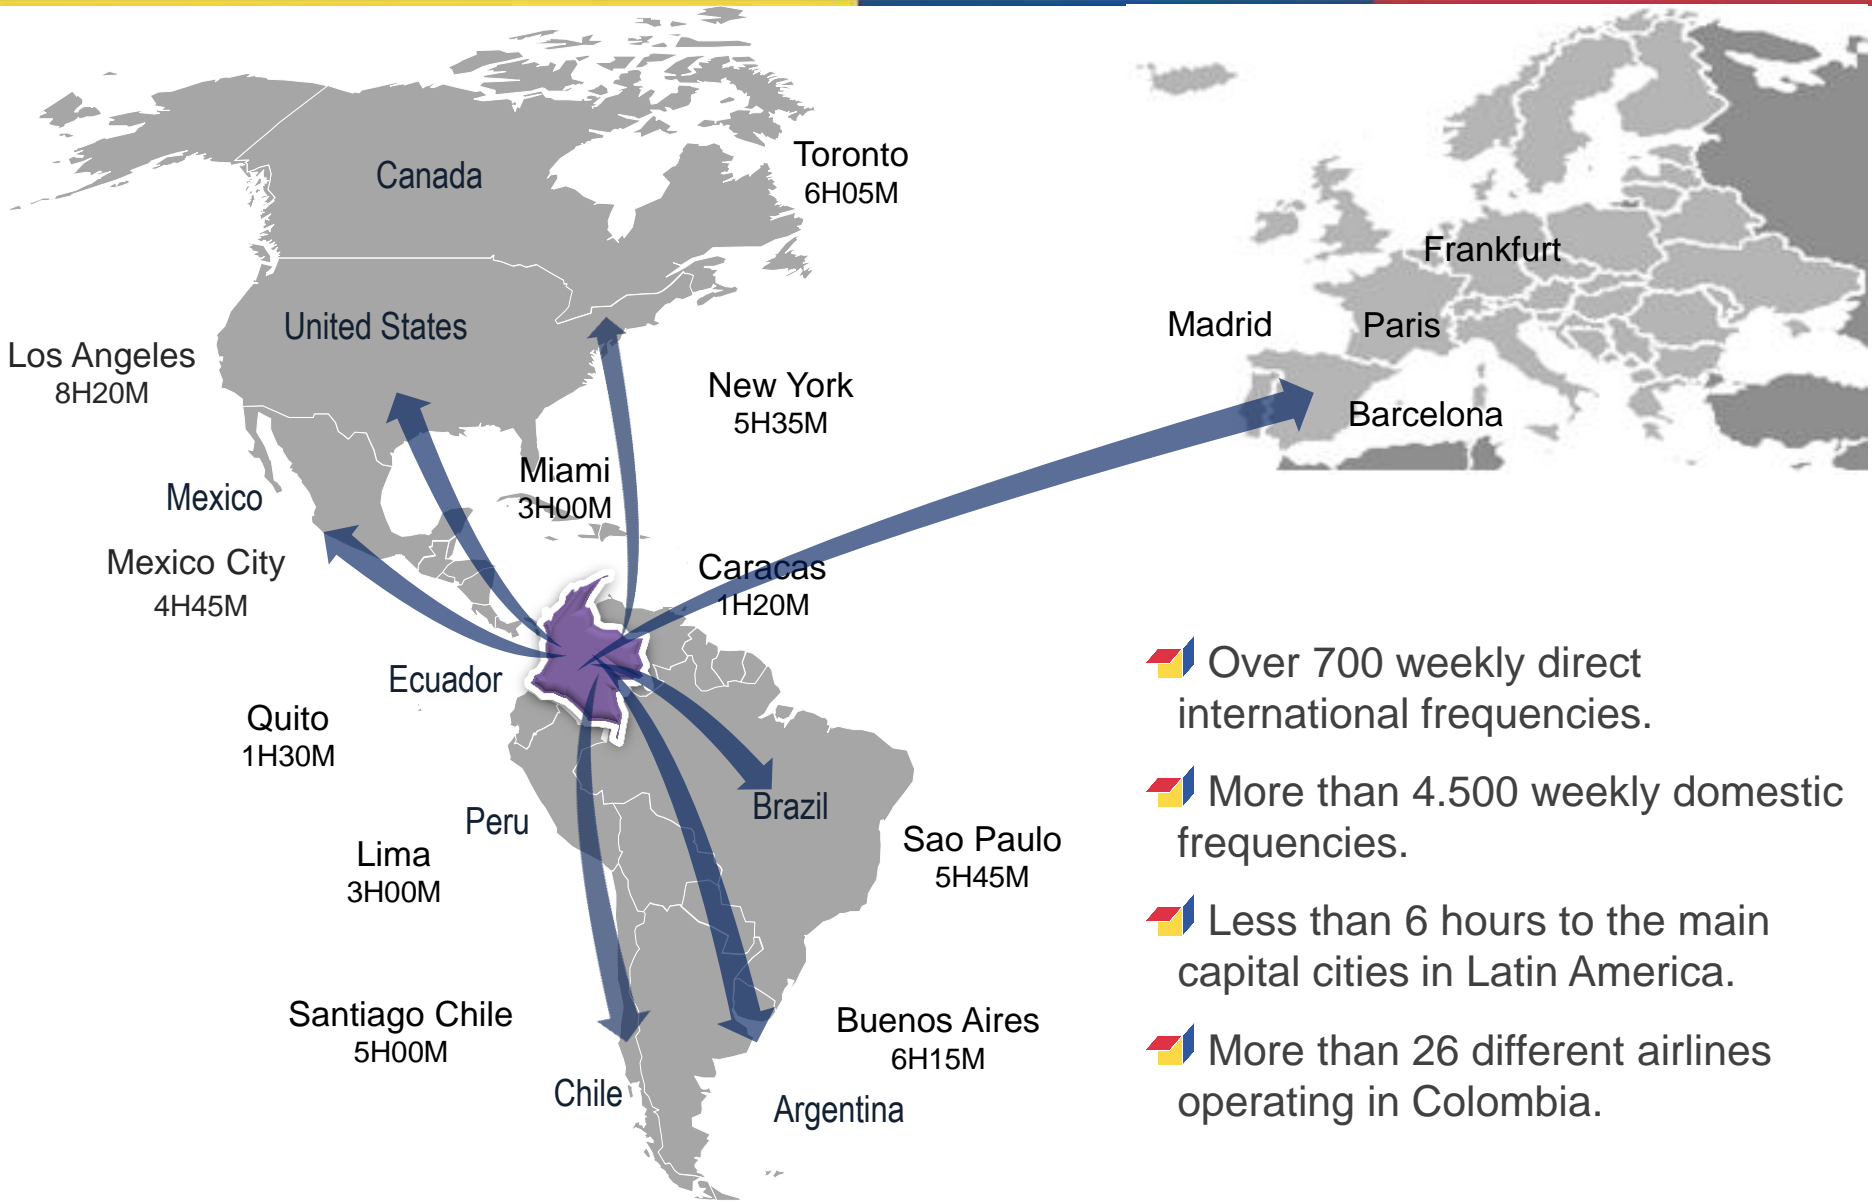 Canada
Toronto
6H05M
United States
Los Angeles
8H20M
New York
5H35M
Miami
3H00M
Mexico
Mexico City
4H45M
Caracas
1H20M
Ecuador
Quito
1H30M
Peru
Brazil
Lima
3H00M
Sao Paulo
5H45M
Santiago Chile
5H00M
Buenos Aires
6H15M
Chile
Argentina
Frankfurt
Madrid
Paris
Barcelona
Over 700 weekly direct
international frequencies.
More than 4.500 weekly domestic
frequencies.
Less than 6 hours to the main
capital cities in Latin America.
More than 26 different airlines
operating in Colombia.